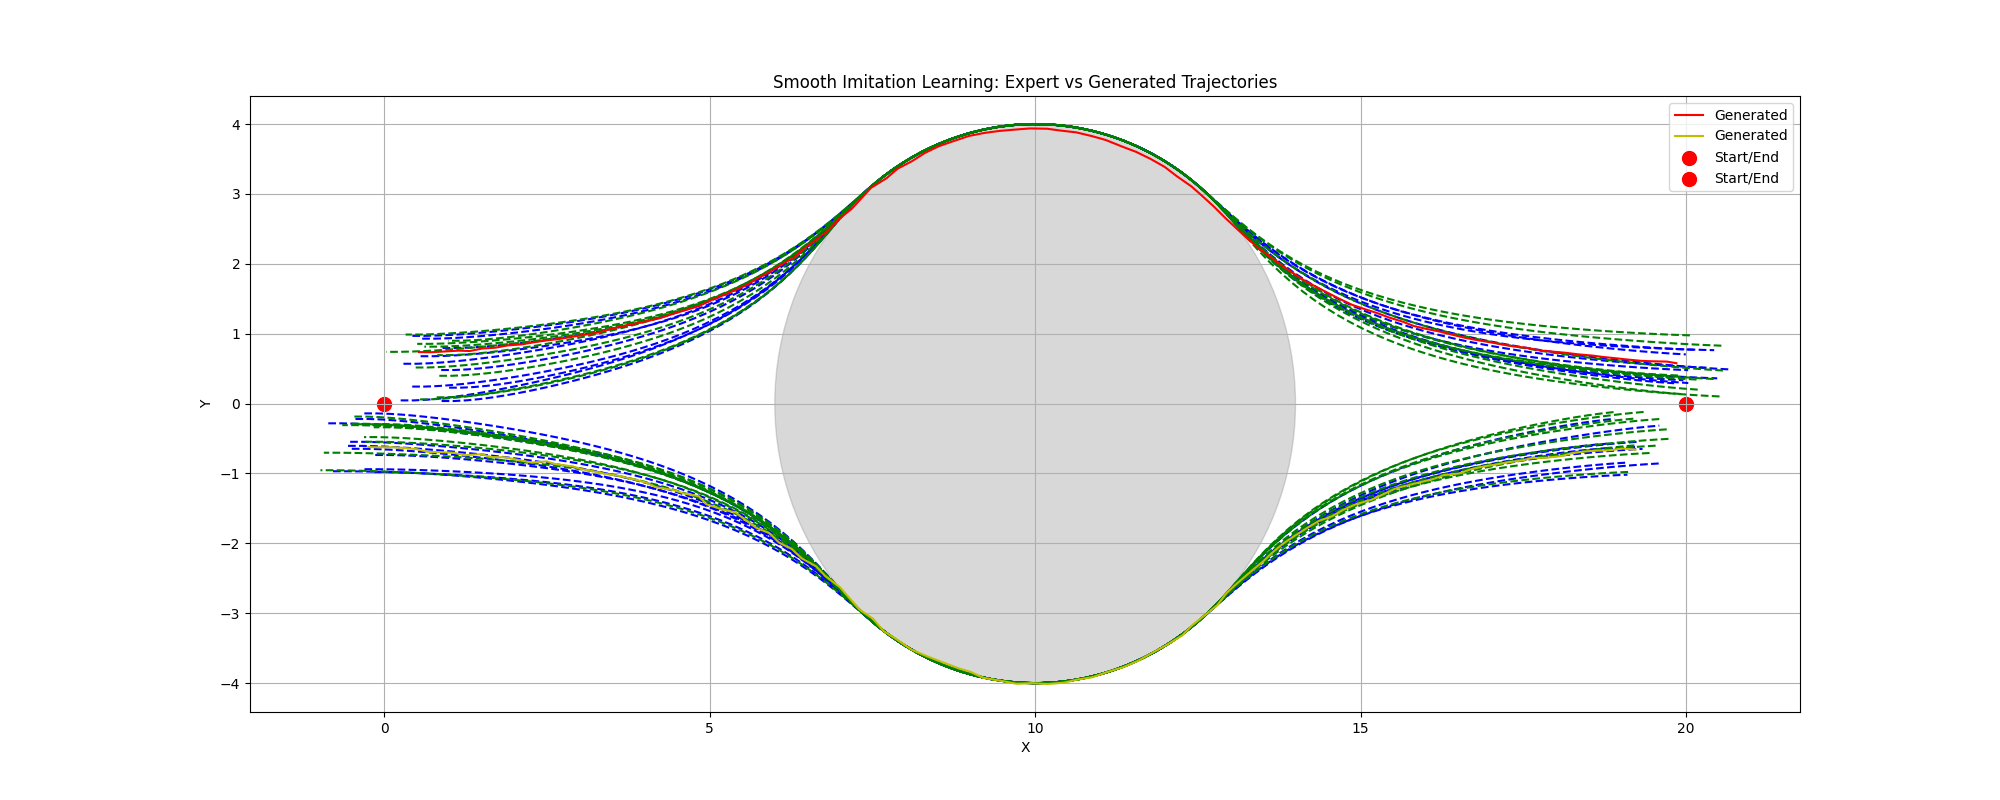 Smooth Imitation Learning: Expert vs Generated Trajectories
Generated
Generated
Start/End
Start/End
4
3
2
1
0
−1
−2
−3
−4
Y
0 5 10 15 20
X